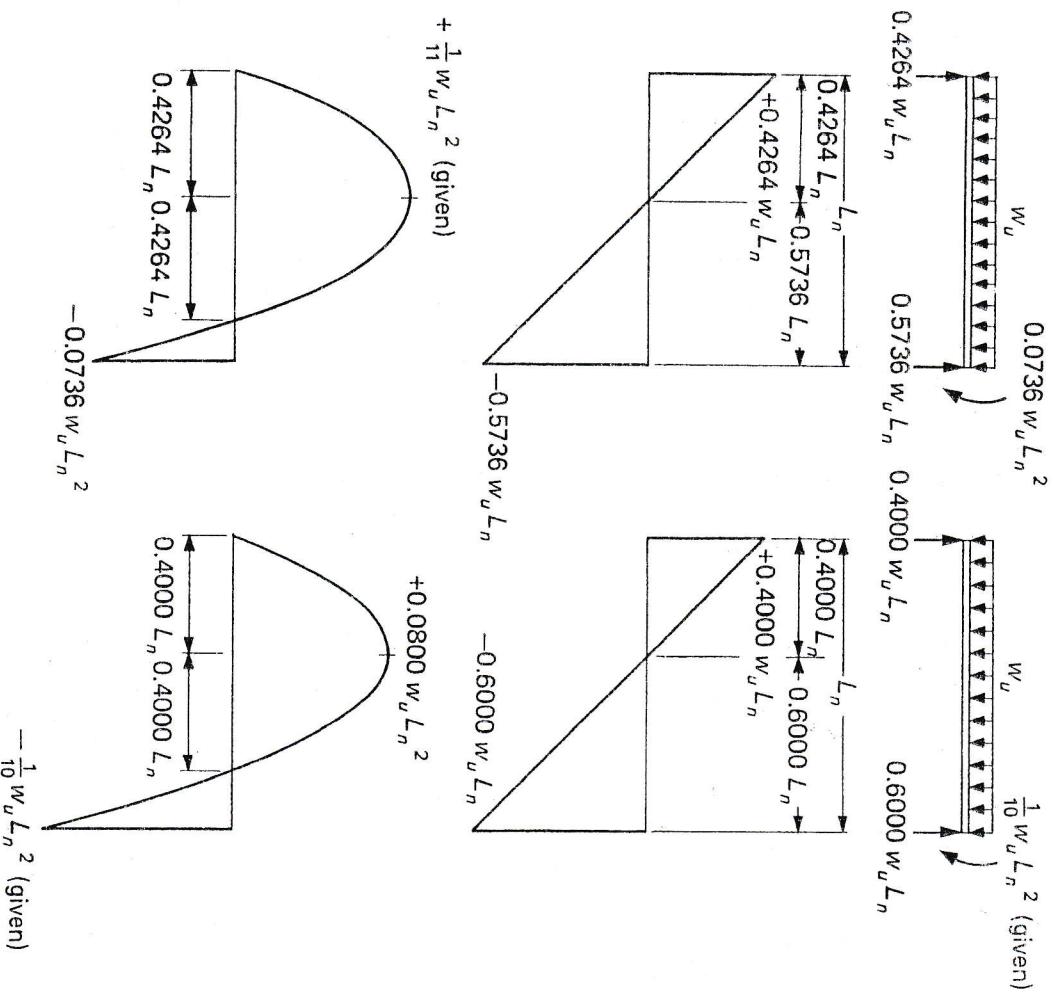 0.0736 w_u L_n^2
w_u
0.4264 w_u L_n
0.5736 w_u L_n
L_n
0.4264 L_n
0.5736 L_n
+0.4264 w_u L_n
−0.5736 w_u L_n
+ 1/11 w_u L_n^2 (given)
0.4264 L_n
0.4264 L_n
−0.0736 w_u L_n^2
1/10 w_u L_n^2 (given)
w_u
0.4000 w_u L_n
0.6000 w_u L_n
L_n
0.4000 L_n
0.6000 L_n
+0.4000 w_u L_n
−0.6000 w_u L_n
+0.0800 w_u L_n^2
0.4000 L_n
0.4000 L_n
− 1/10 w_u L_n^2 (given)